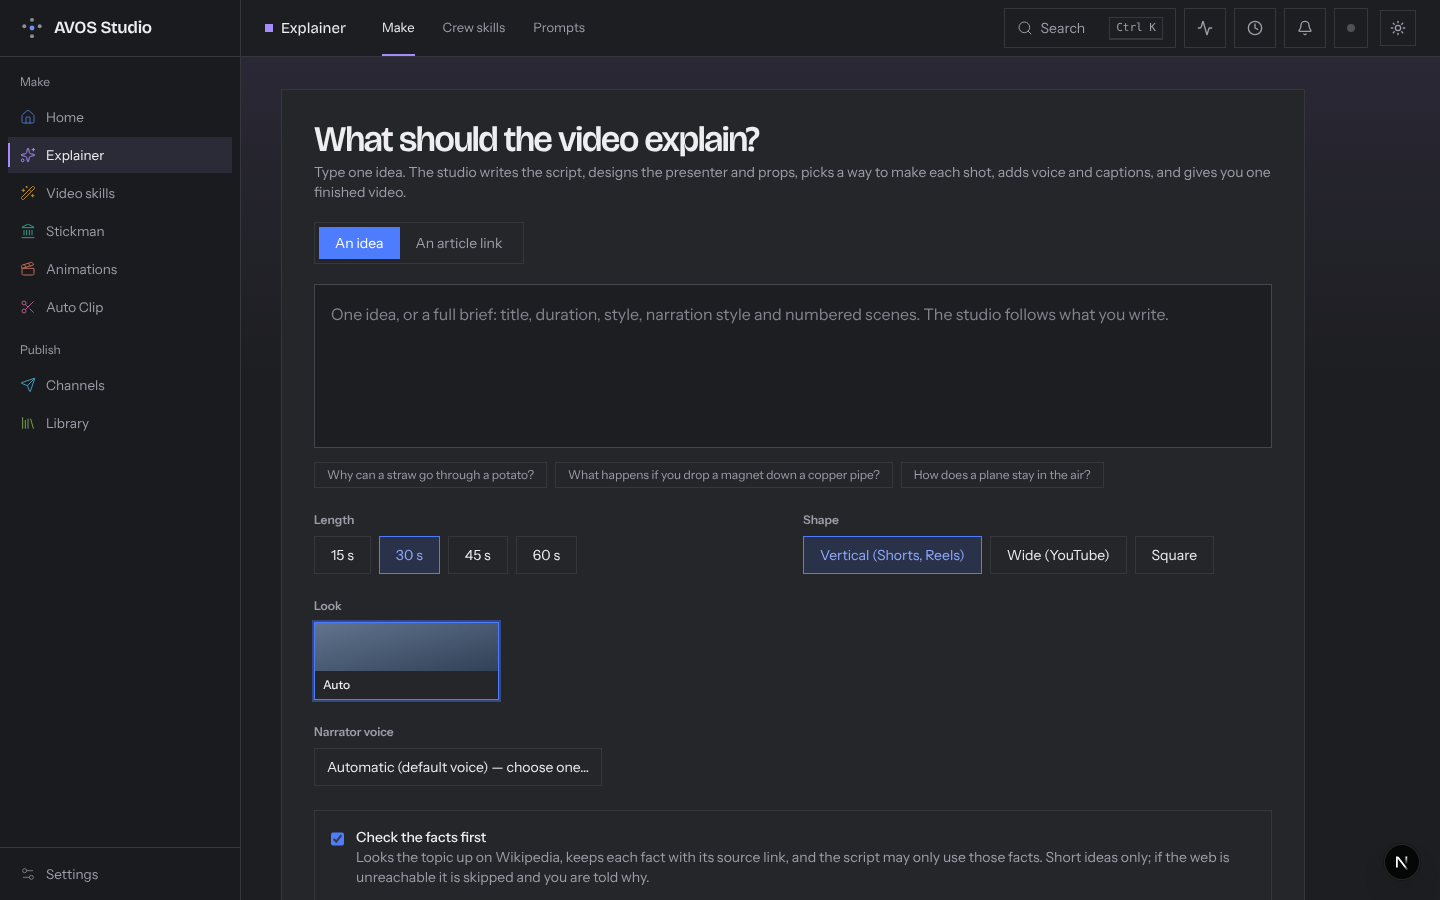 AVOS Studio
Explainer
Make
Crew skills
Prompts
Search
Ctrl K
Make
Home
Explainer
Video skills
Stickman
Animations
Auto Clip
Publish
Channels
Library
Settings
What should the video explain?
Type one idea. The studio writes the script, designs the presenter and props, picks a way to make each shot, adds voice and captions, and gives you one
finished video.
An idea
An article link
One idea, or a full brief: title, duration, style, narration style and numbered scenes. The studio follows what you write.
Why can a straw go through a potato?
What happens if you drop a magnet down a copper pipe?
How does a plane stay in the air?
Length
15 s
30 s
45 s
60 s
Shape
Vertical (Shorts, Reels)
Wide (YouTube)
Square
Look
Auto
Narrator voice
Automatic (default voice) — choose one...
Check the facts first
Looks the topic up on Wikipedia, keeps each fact with its source link, and the script may only use those facts. Short ideas only; if the web is
unreachable it is skipped and you are told why.
N